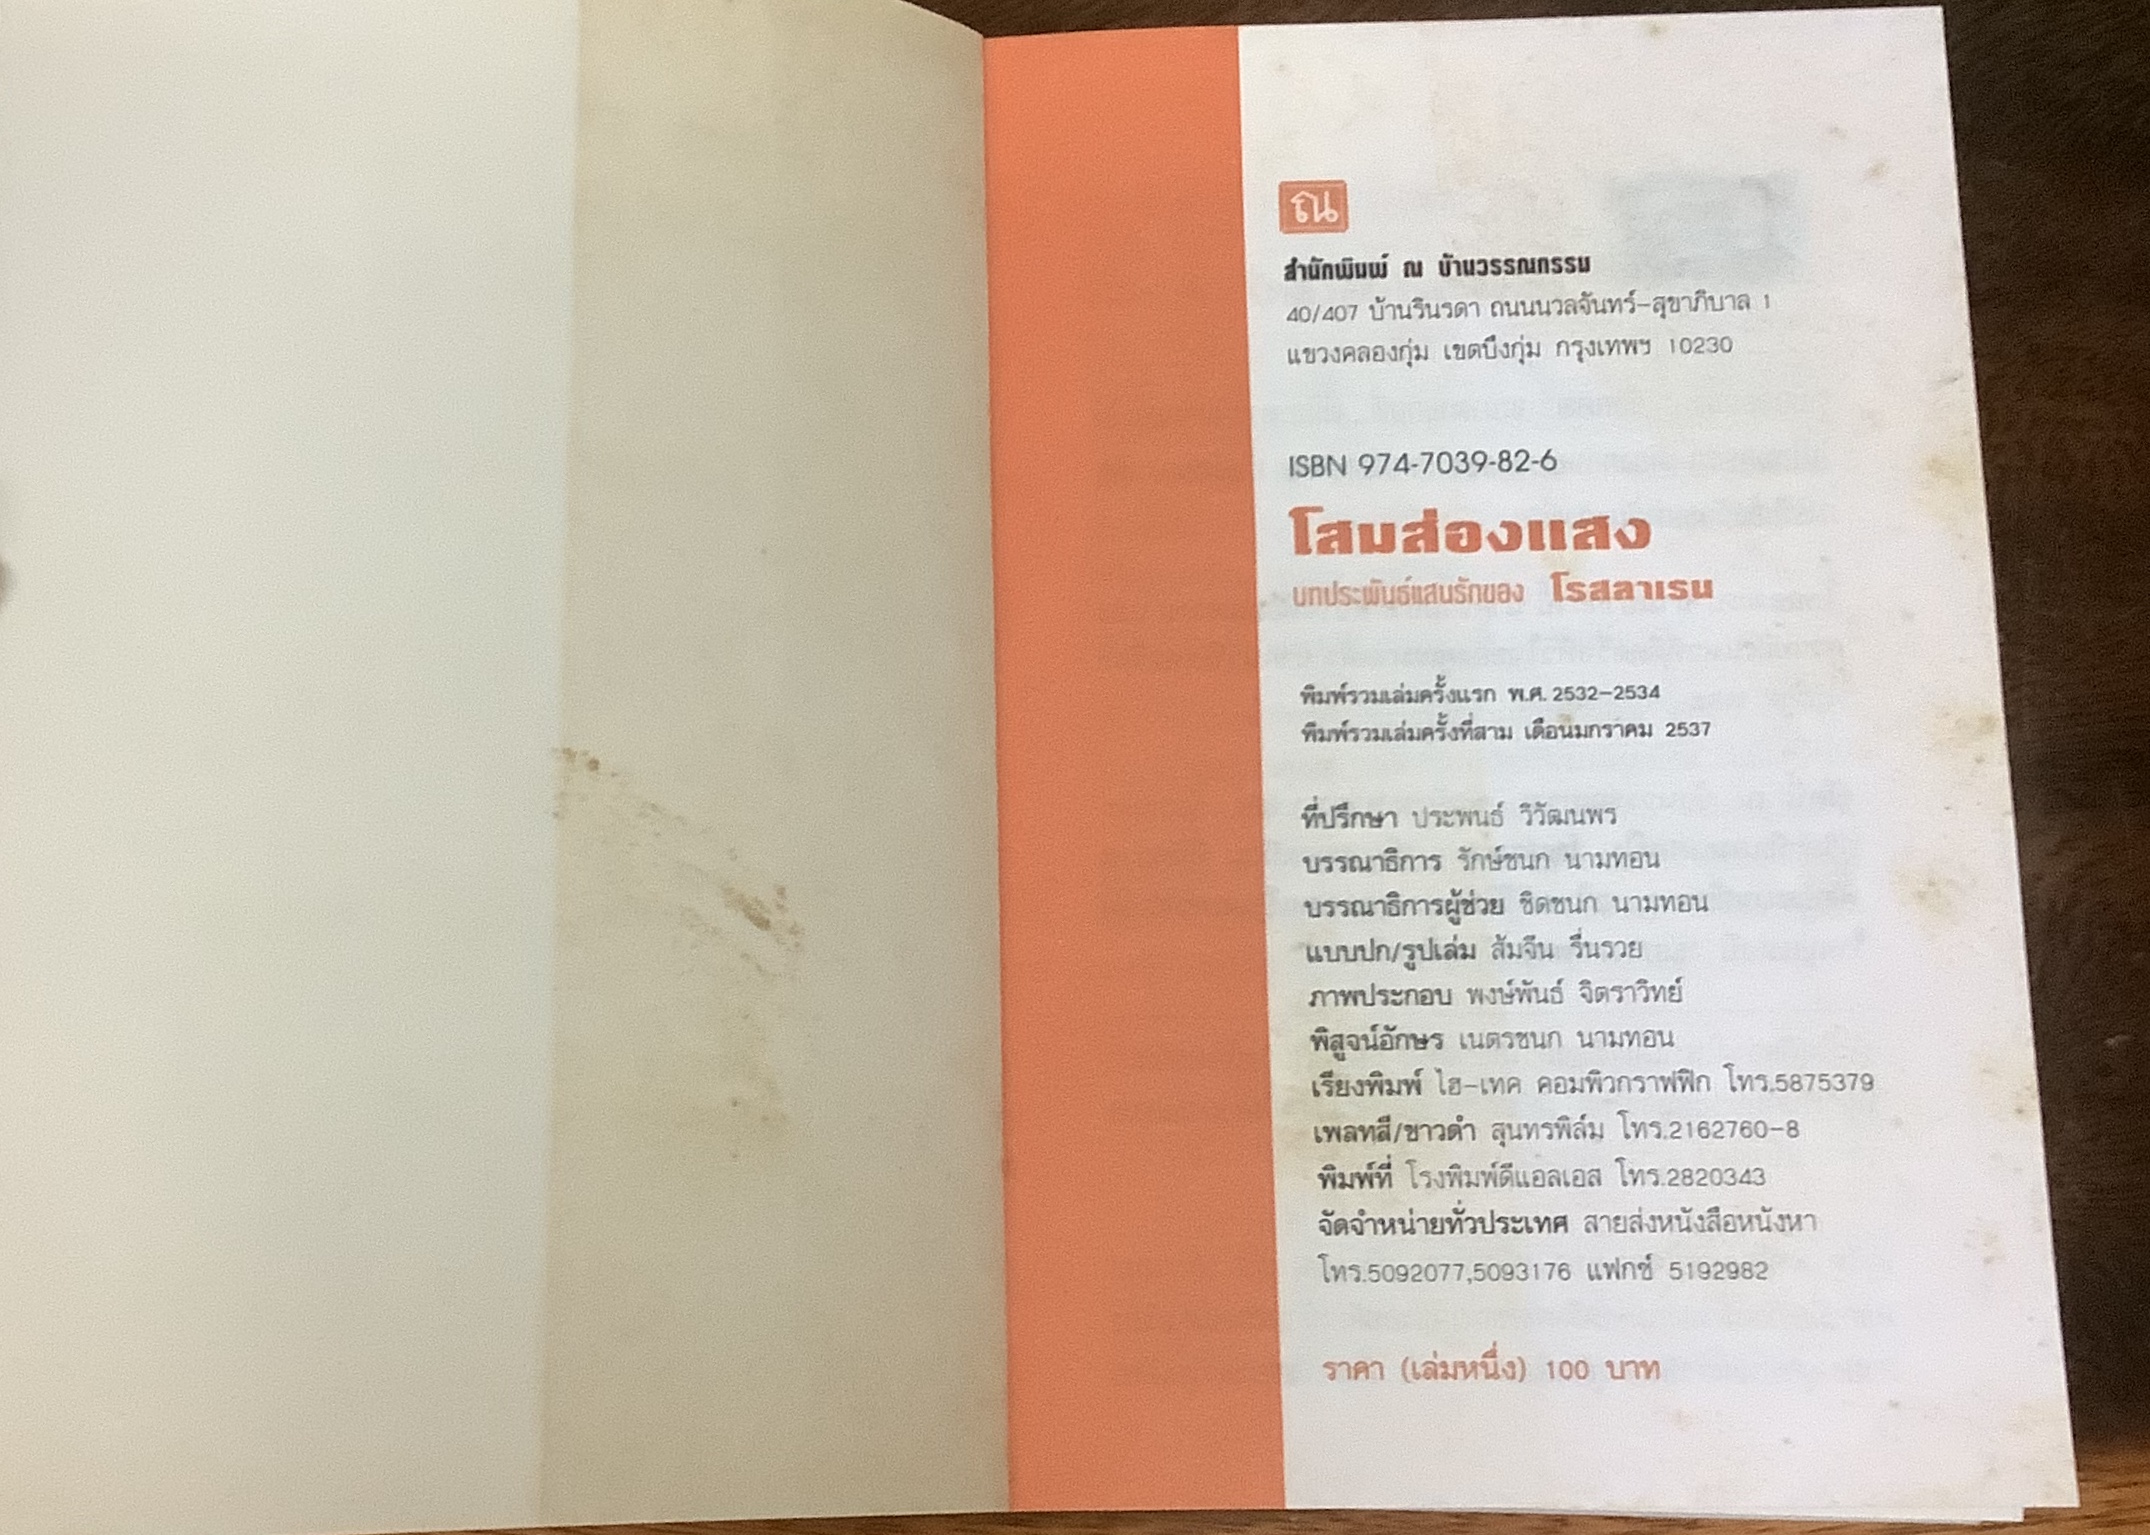 ณ
สำนักพิมพ์ ณ บ้านวรรณกรรม
40/407 บ้านรินรดา ถนนนวลจันทร์-สุขาภิบาล 1
แขวงคลองกุ่ม เขตบึงกุ่ม กรุงเทพฯ 10230
ISBN 974-7039-82-6
โสมส่องแสง
บทประพันธ์แสนรักของ โรสลาเรน
พิมพ์รวมเล่มครั้งแรก พ.ศ. 2532-2534
พิมพ์รวมเล่มครั้งที่สาม เดือนมกราคม 2537
ที่ปรึกษา ประพนธ์ วิวัฒนพร
บรรณาธิการ รักษ์ชนก นามทอน
บรรณาธิการผู้ช่วย ชิดชนก นามทอน
แบบปก/รูปเล่ม ส้มจีน รื่นรวย
ภาพประกอบ พงษ์พันธ์ จิตราวิทย์
พิสูจน์อักษร เนตรชนก นามทอน
เรียงพิมพ์ ไฮ-เทค คอมพิวกราฟฟิก โทร.5875379
เพลทสี/ขาวดำ สุนทรฟิล์ม โทร.2162760-8
พิมพ์ที่ โรงพิมพ์ดีแอลเอส โทร.2820343
จัดจำหน่ายทั่วประเทศ สายส่งหนังสือหนังหา
โทร.5092077,5093176 แฟกซ์ 5192982
ราคา (เล่มหนึ่ง) 100 บาท